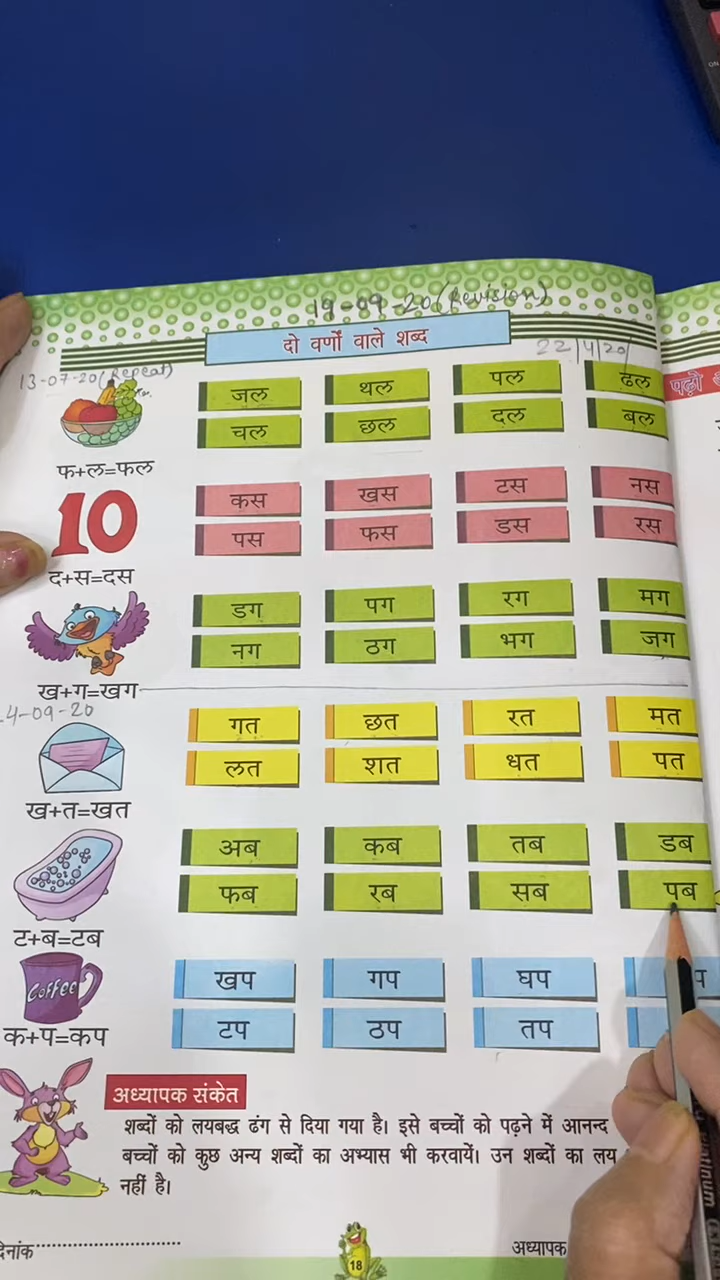 19-09-20 (Revision)
दो वर्णों वाले शब्द
22/4/20/
13-07-20 (Repeat)
जल थल पल ढल
चल छल दल बल
फ+ल=फल
कस खस टस नस
10
पस फस डस रस
द+स=दस
डग पग रग मग
नग ठग भग जग
ख+ग=खग
4-09-20
गत छत रत मत
लत शत धत पत
ख+त=खत
अब कब तब डब
फब रब सब पब
ट+ब=टब
Coffee
खप गप घप
क+प=कप
टप ठप तप
अध्यापक संकेत
शब्दों को लयबद्ध ढंग से दिया गया है। इसे बच्चों को पढ़ने में आनन्द
बच्चों को कुछ अन्य शब्दों का अभ्यास भी करवायें। उन शब्दों का लय
नहीं है।
अध्यापक
18
पढ़ो
platinum
ON